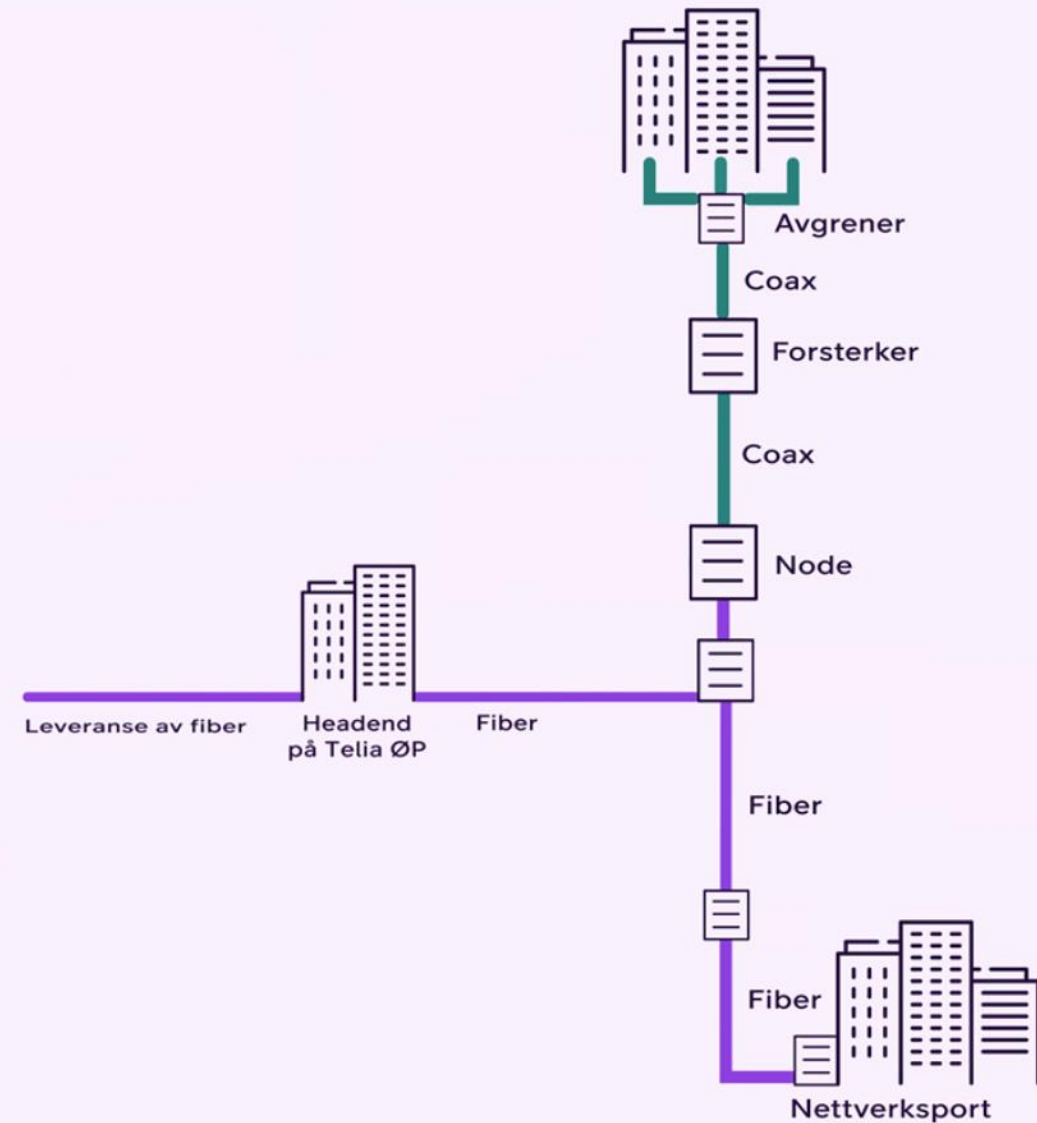 Avgrener
Coax
Forsterker
Coax
Node
Leveranse av fiber
Headend
på Telia ØP
Fiber
Fiber
Fiber
Nettverksport